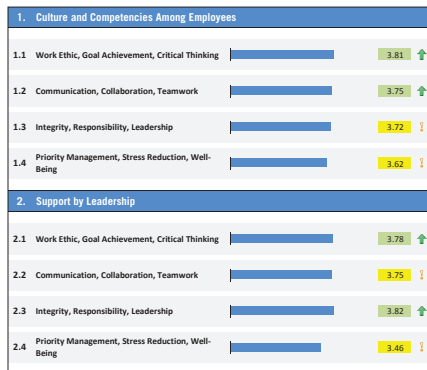 1. Culture and Competencies Among Employees
1.1 Work Ethic, Goal Achievement, Critical Thinking 3.81
1.2 Communication, Collaboration, Teamwork 3.75
1.3 Integrity, Responsibility, Leadership 3.72
1.4 Priority Management, Stress Reduction, Well-
Being 3.62
2. Support by Leadership
2.1 Work Ethic, Goal Achievement, Critical Thinking 3.78
2.2 Communication, Collaboration, Teamwork 3.75
2.3 Integrity, Responsibility, Leadership 3.82
2.4 Priority Management, Stress Reduction, Well-
Being 3.46